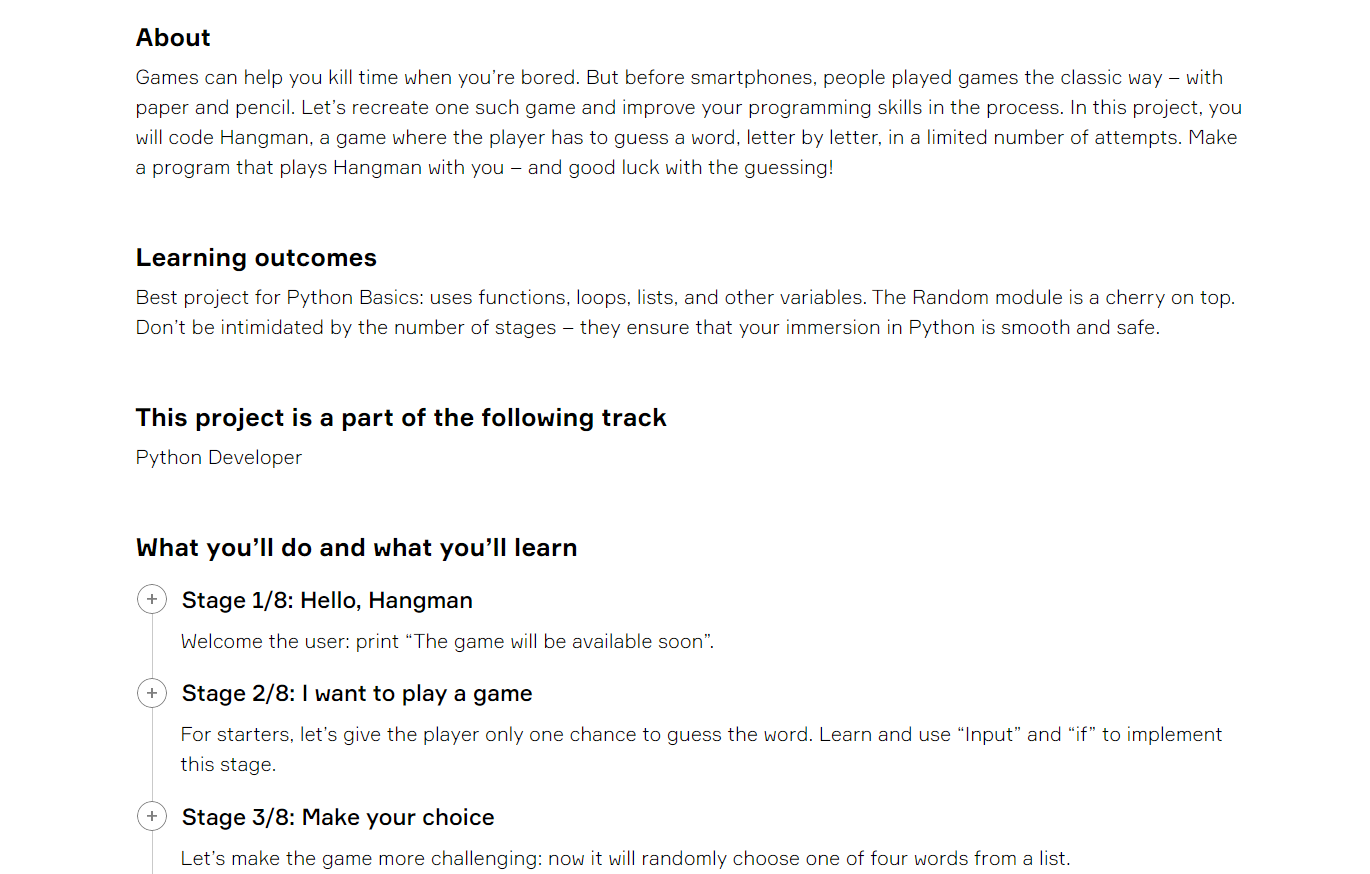 About
Games can help you kill time when you’re bored. But before smartphones, people played games the classic way – with
paper and pencil. Let’s recreate one such game and improve your programming skills in the process. In this project, you
will code Hangman, a game where the player has to guess a word, letter by letter, in a limited number of attempts. Make
a program that plays Hangman with you – and good luck with the guessing!
Learning outcomes
Best project for Python Basics: uses functions, loops, lists, and other variables. The Random module is a cherry on top.
Don’t be intimidated by the number of stages – they ensure that your immersion in Python is smooth and safe.
This project is a part of the following track
Python Developer
What you’ll do and what you’ll learn
Stage 1/8: Hello, Hangman
Welcome the user: print “The game will be available soon”.
Stage 2/8: I want to play a game
For starters, let’s give the player only one chance to guess the word. Learn and use “Input” and “if” to implement
this stage.
Stage 3/8: Make your choice
Let’s make the game more challenging: now it will randomly choose one of four words from a list.